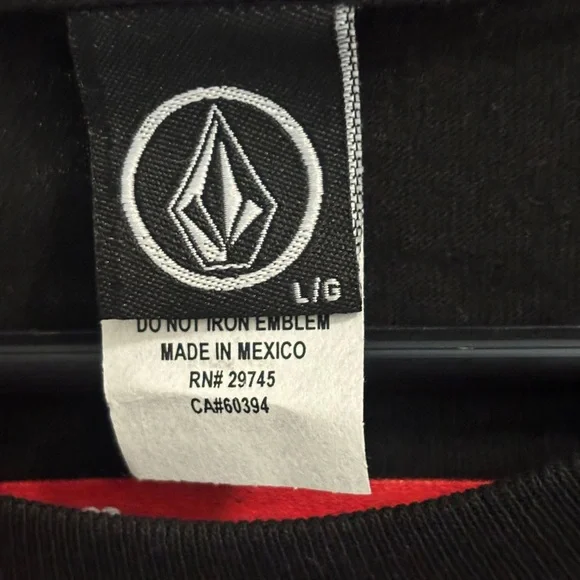 L/G
DO NOT IRON EMBLEM
MADE IN MEXICO
RN# 29745
CA#60394